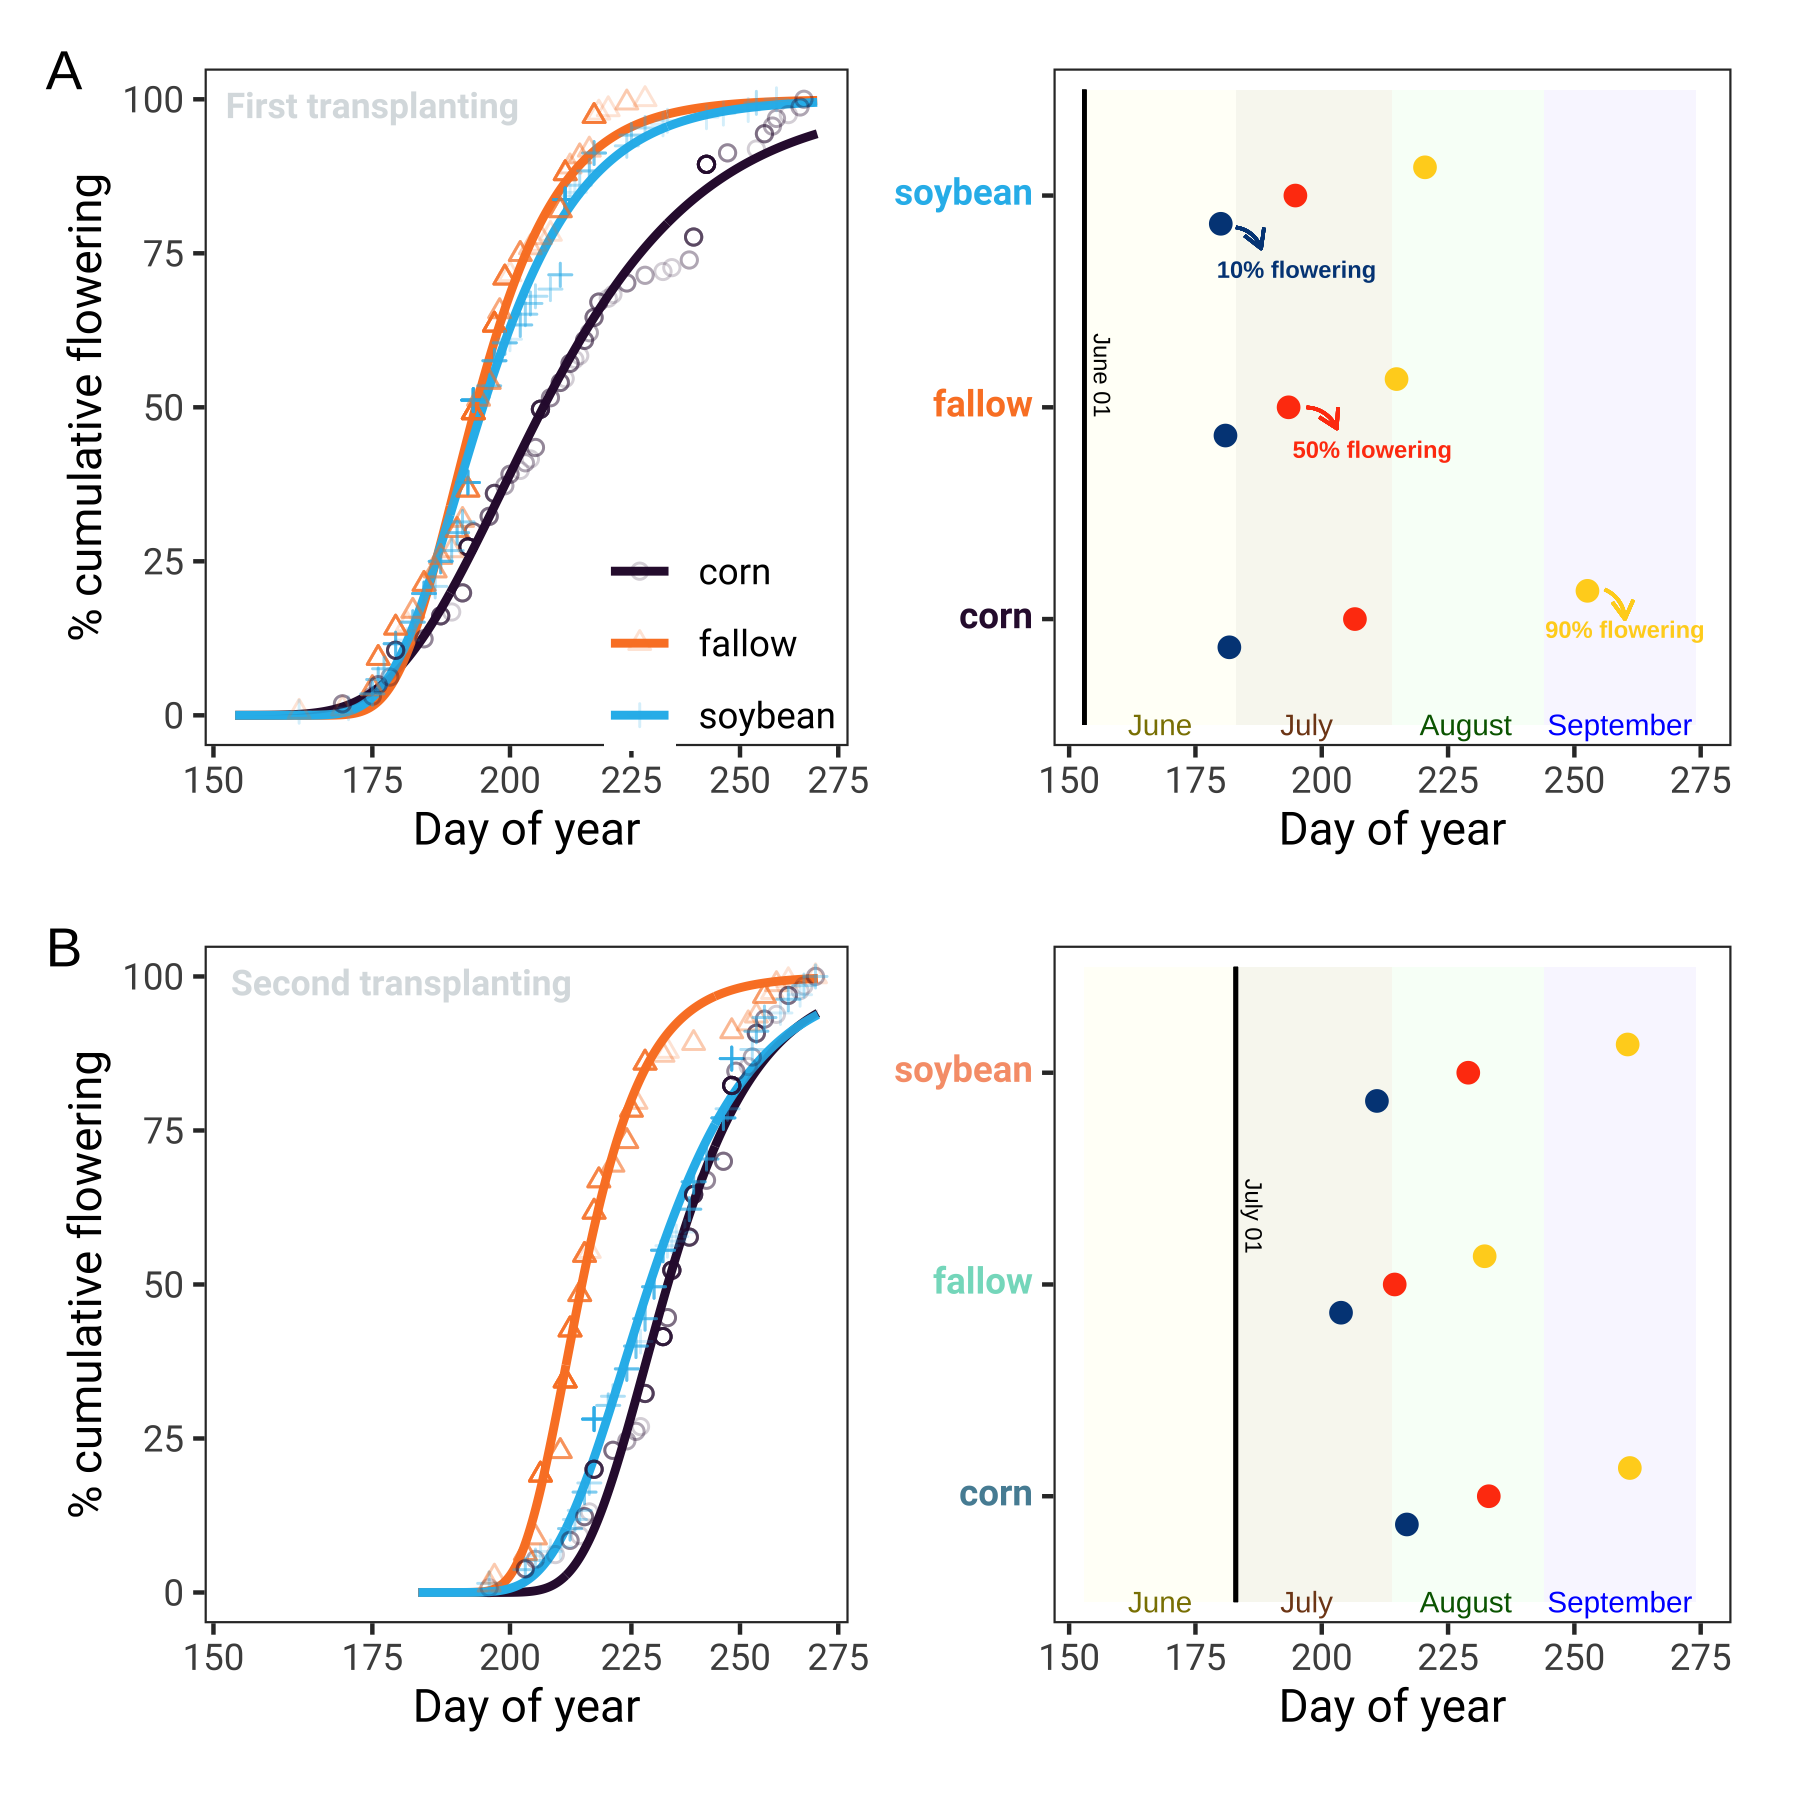 A
First transplanting
% cumulative flowering
100
75
50
25
0
corn
fallow
soybean
150 175 200 225 250 275
Day of year
soybean
fallow
corn
June 01
10% flowering
50% flowering
90% flowering
June July August September
150 175 200 225 250 275
Day of year
B
Second transplanting
% cumulative flowering
100
75
50
25
0
150 175 200 225 250 275
Day of year
soybean
fallow
corn
July 01
June July August September
150 175 200 225 250 275
Day of year